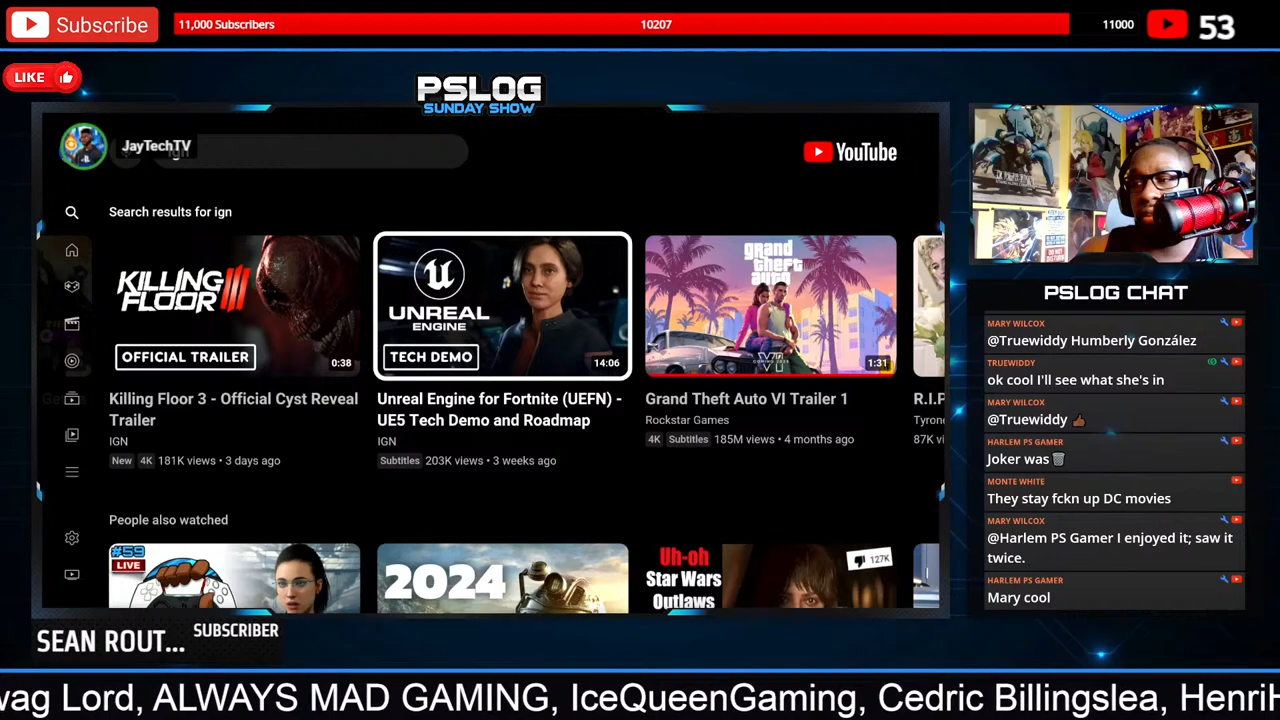 Subscribe
11,000 Subscribers
10207
11000
53
LIKE
PSLOG
SUNDAY SHOW
JayTechTV
ign
YouTube
Search results for ign
KILLING FLOOR III
OFFICIAL TRAILER
0:38
Killing Floor 3 - Official Cyst Reveal
Trailer
IGN
New 4K 181K views • 3 days ago
UNREAL
ENGINE
TECH DEMO
14:06
Unreal Engine for Fortnite (UEFN) -
UE5 Tech Demo and Roadmap
IGN
Subtitles 203K views • 3 weeks ago
grand
theft
auto
VI
1:31
Grand Theft Auto VI Trailer 1
Rockstar Games
4K Subtitles 185M views • 4 months ago
R.I.P
Tyrone
87K vi
People also watched
#59
LIVE
2024
Uh-oh
Star Wars
Outlaws
127K
PSLOG CHAT
MARY WILCOX
@Truewiddy Humberly González
TRUEWIDDY
ok cool I'll see what she's in
MARY WILCOX
@Truewiddy 👍🏾
HARLEM PS GAMER
Joker was🗑️
MONTE WHITE
They stay fckn up DC movies
MARY WILCOX
@Harlem PS Gamer I enjoyed it; saw it
twice.
HARLEM PS GAMER
Mary cool
SEAN ROUT...
SUBSCRIBER
wag Lord, ALWAYS MAD GAMING, IceQueenGaming, Cedric Billingslea, HenriH